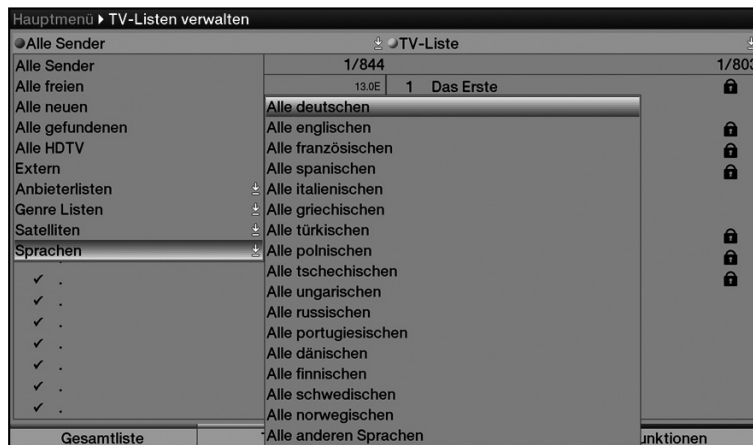 Hauptmenü ▸ TV-Listen verwalten
Alle Sender TV-Liste
Alle Sender 1/844 1/803
Alle freien 13.0E 1 Das Erste
Alle neuen
Alle gefundenen
Alle HDTV
Extern
Anbieterlisten
Genre Listen
Satelliten
Sprachen
Alle deutschen
Alle englischen
Alle französischen
Alle spanischen
Alle italienischen
Alle griechischen
Alle türkischen
Alle polnischen
Alle tschechischen
Alle ungarischen
Alle russischen
Alle portugiesischen
Alle dänischen
Alle finnischen
Alle schwedischen
Alle norwegischen
Alle anderen Sprachen
Gesamtliste unktionen